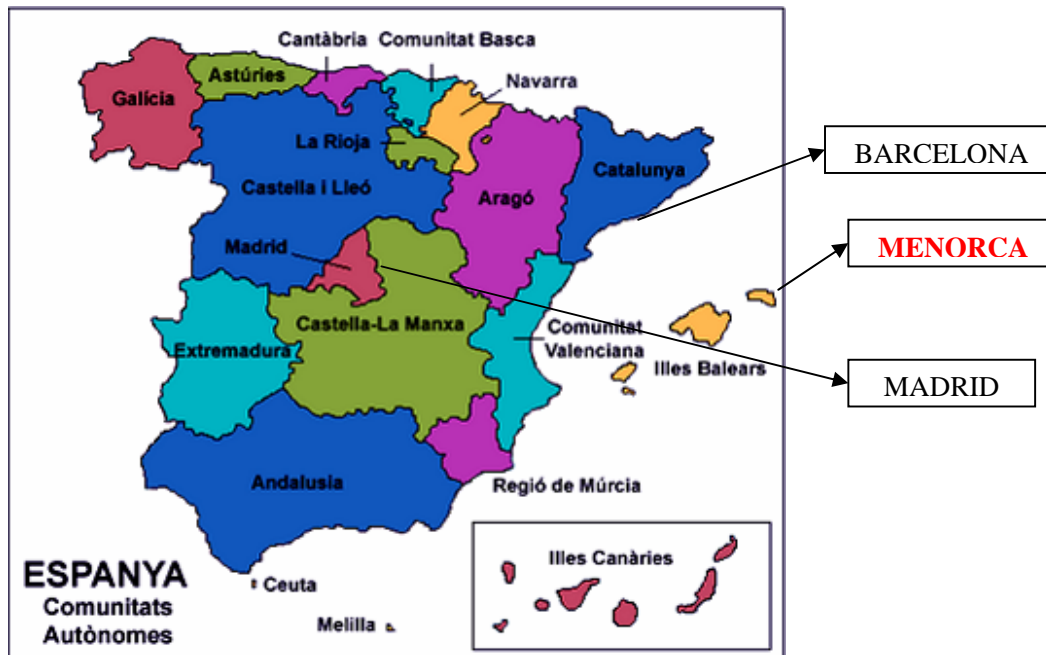 Cantàbria
Comunitat Basca
Astúries
Navarra
Galícia
La Rioja
BARCELONA
Catalunya
Castella i Lleó
Aragó
MENORCA
Madrid
Castella-La Manxa
Comunitat
Valenciana
Extremadura
Illes Balears
MADRID
Andalusia
Regió de Múrcia
Illes Canàries
ESPANYA
Comunitats
Autònomes
Ceuta
Melilla